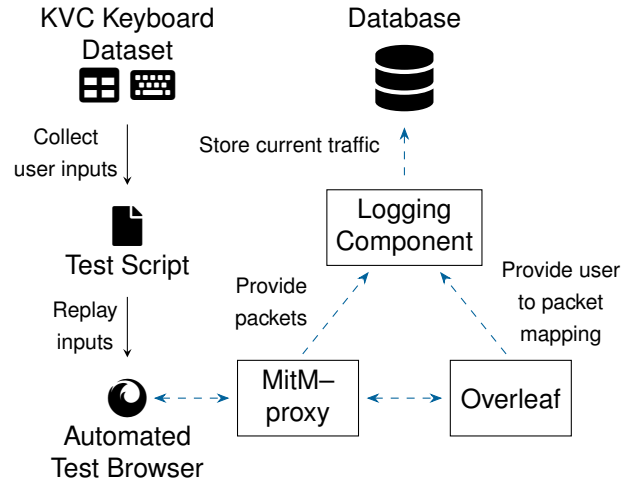 KVC Keyboard
Dataset
Database
Collect
user inputs
Store current traffic
Logging
Component
Test Script
Provide
packets
Provide user
to packet
mapping
Replay
inputs
MitM–
proxy
Overleaf
Automated
Test Browser